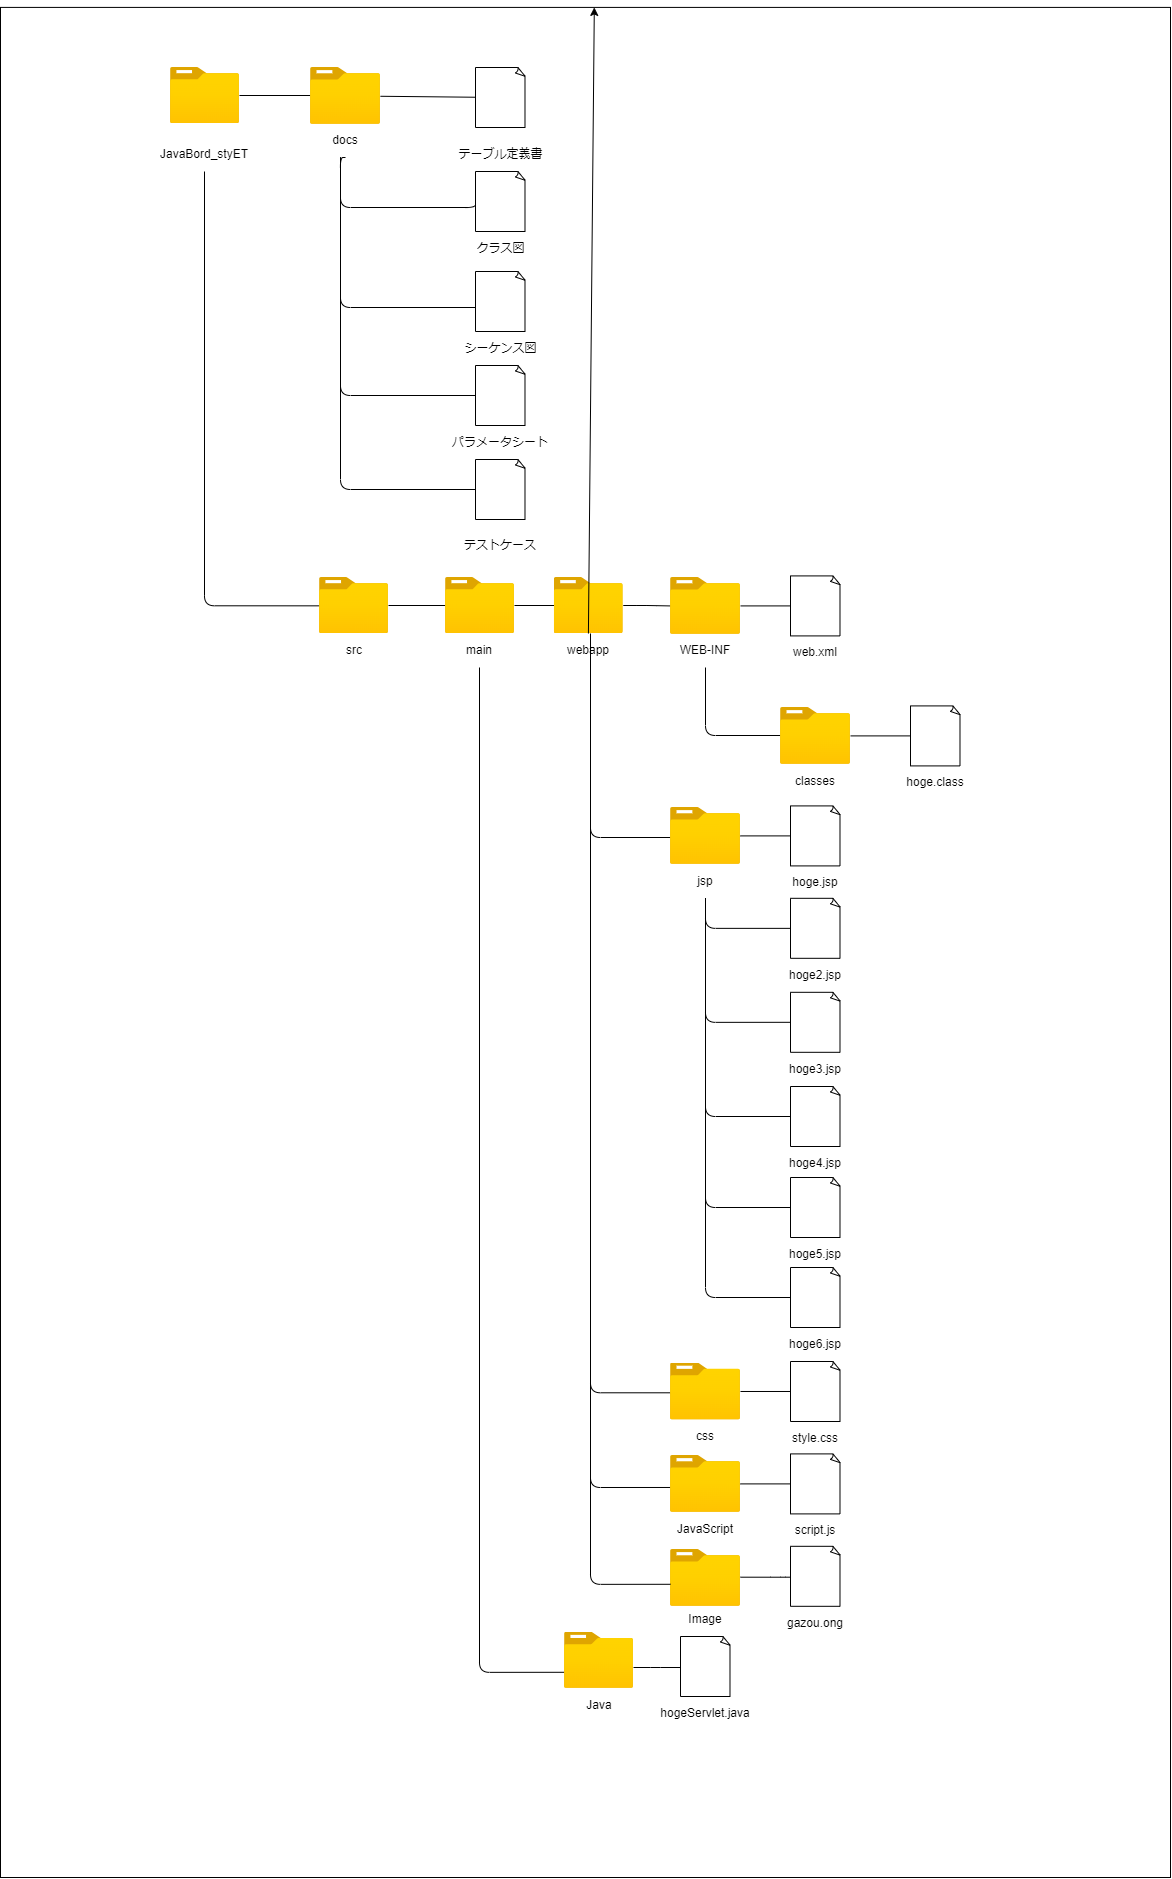 JavaBord_styET
docs
テーブル定義書
クラス図
シーケンス図
パラメータシート
テストケース
src
main
webapp
WEB-INF
web.xml
classes
hoge.class
jsp
hoge.jsp
hoge2.jsp
hoge3.jsp
hoge4.jsp
hoge5.jsp
hoge6.jsp
css
style.css
JavaScript
script.js
Image
gazou.ong
Java
hogeServlet.java